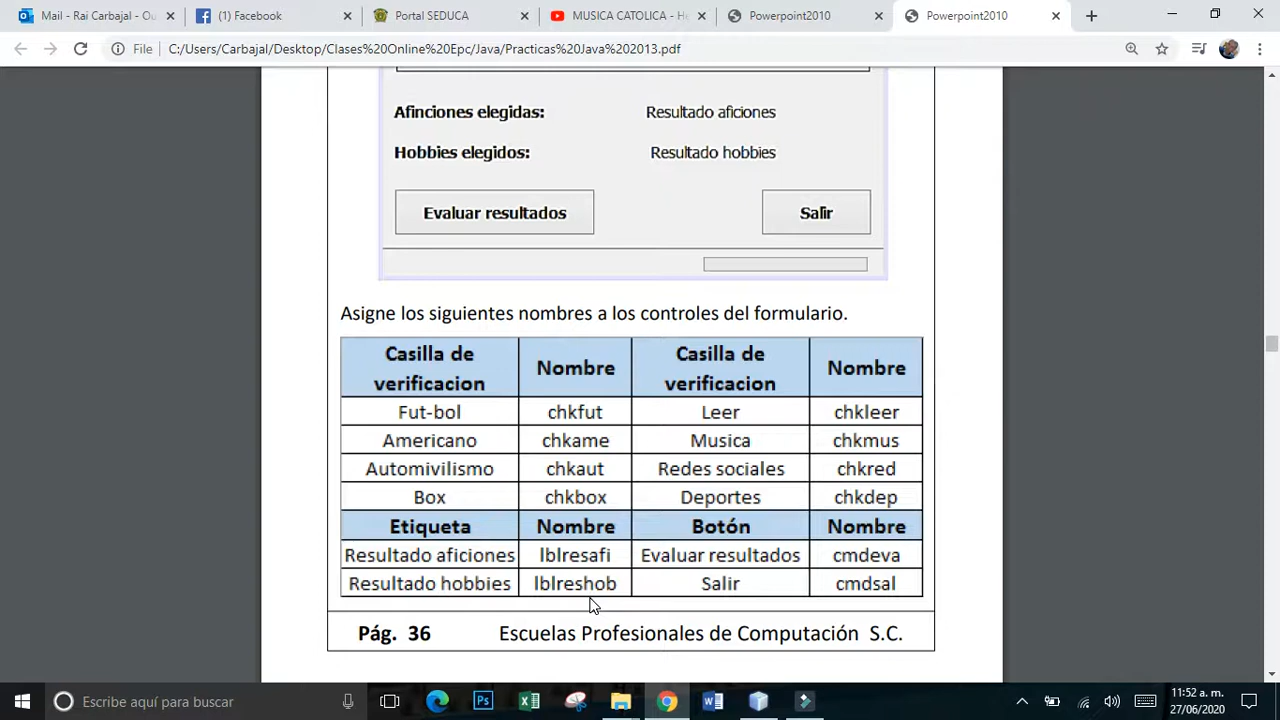 Mail - Rai Carbajal - Ou
(1) Facebook
Portal SEDUCA
MUSICA CATOLICA - He
Powerpoint2010
Powerpoint2010
File
C:/Users/Carbajal/Desktop/Clases%20Online%20Epc/Java/Practicas%20Java%202013.pdf
Afinciones elegidas: Resultado aficiones
Hobbies elegidos: Resultado hobbies
Evaluar resultados Salir
Asigne los siguientes nombres a los controles del formulario.
Casilla de verificacion Nombre Casilla de verificacion Nombre
Fut-bol chkfut Leer chkleer
Americano chkame Musica chkmus
Automivilismo chkaut Redes sociales chkred
Box chkbox Deportes chkdep
Etiqueta Nombre Botón Nombre
Resultado aficiones lblresafi Evaluar resultados cmdeva
Resultado hobbies lblreshob Salir cmdsal
Pág. 36 Escuelas Profesionales de Computación S.C.
Escribe aquí para buscar
11:52 a. m.
27/06/2020